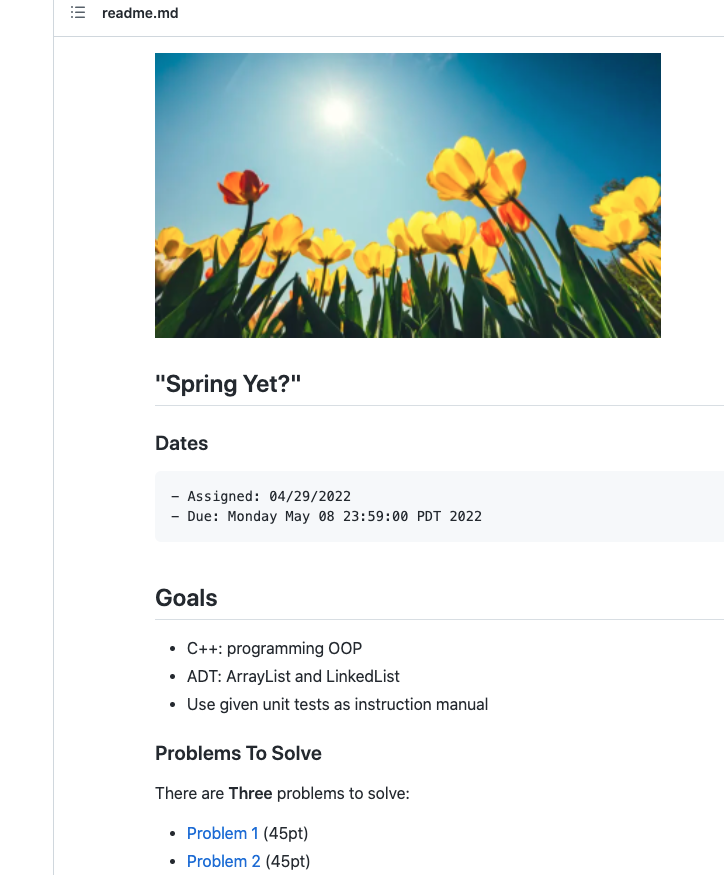 readme.md
"Spring Yet?"
Dates
- Assigned: 04/29/2022
- Due: Monday May 08 23:59:00 PDT 2022
Goals
C++: programming OOP
ADT: ArrayList and LinkedList
Use given unit tests as instruction manual
Problems To Solve
There are Three problems to solve:
Problem 1 (45pt)
Problem 2 (45pt)